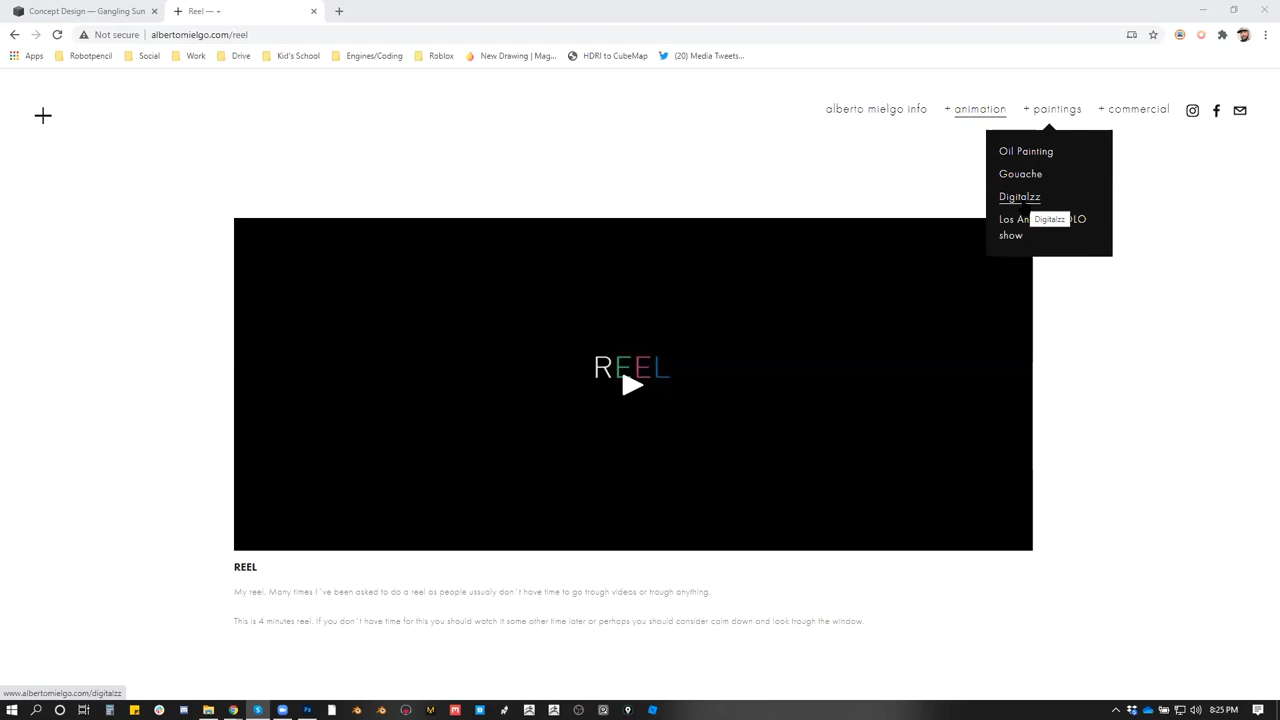 Concept Design — Gangling Sun
Reel — +
Not secure | albertomielgo.com/reel
Apps Robotpencil Social Work Drive Kid's School Engines/Coding Roblox New Drawing | Mag... HDRI to CubeMap (20) Media Tweets...
alberto mielgo info + animation + paintings + commercial
Oil Painting
Gouache
Digitalzz
Los An LO
Digitalzz
show
REEL
REEL
My reel. Many times I´ve been asked to do a reel as people ussualy don´t have time to go trough videos or trough anything.
This is 4 minutes reel. If you don´t have time for this you should watch it some other time later or perhaps you should consider calm down and look trough the window.
www.albertomielgo.com/digitalzz
8:25 PM